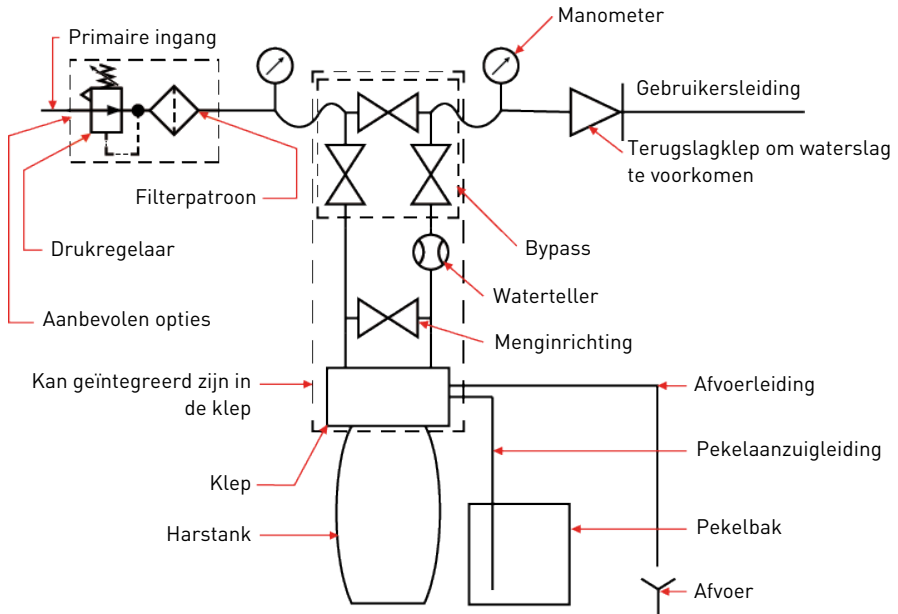 Manometer
Primaire ingang
Gebruikersleiding
Terugslagklep om waterslag
te voorkomen
Filterpatroon
Drukregelaar
Bypass
Waterteller
Aanbevolen opties
Menginrichting
Kan geïntegreerd zijn in
de klep
Afvoerleiding
Pekelaanzuigleiding
Klep
Harstank
Pekelbak
Afvoer